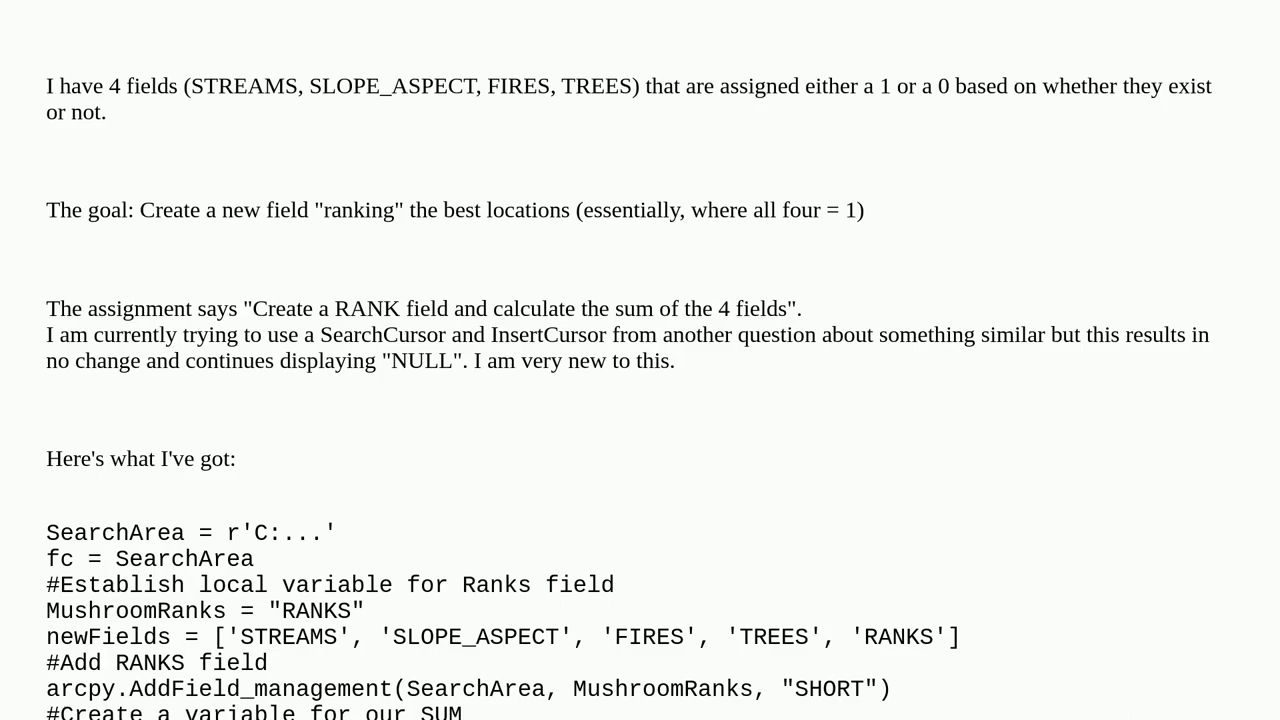 I have 4 fields (STREAMS, SLOPE_ASPECT, FIRES, TREES) that are assigned either a 1 or a 0 based on whether they exist
or not.
The goal: Create a new field "ranking" the best locations (essentially, where all four = 1)
The assignment says "Create a RANK field and calculate the sum of the 4 fields".
I am currently trying to use a SearchCursor and InsertCursor from another question about something similar but this results in
no change and continues displaying "NULL". I am very new to this.
Here's what I've got:
SearchArea = r'C:...'
fc = SearchArea
#Establish local variable for Ranks field
MushroomRanks = "RANKS"
newFields = ['STREAMS', 'SLOPE_ASPECT', 'FIRES', 'TREES', 'RANKS']
#Add RANKS field
arcpy.AddField_management(SearchArea, MushroomRanks, "SHORT")
#Create a variable for our SUM